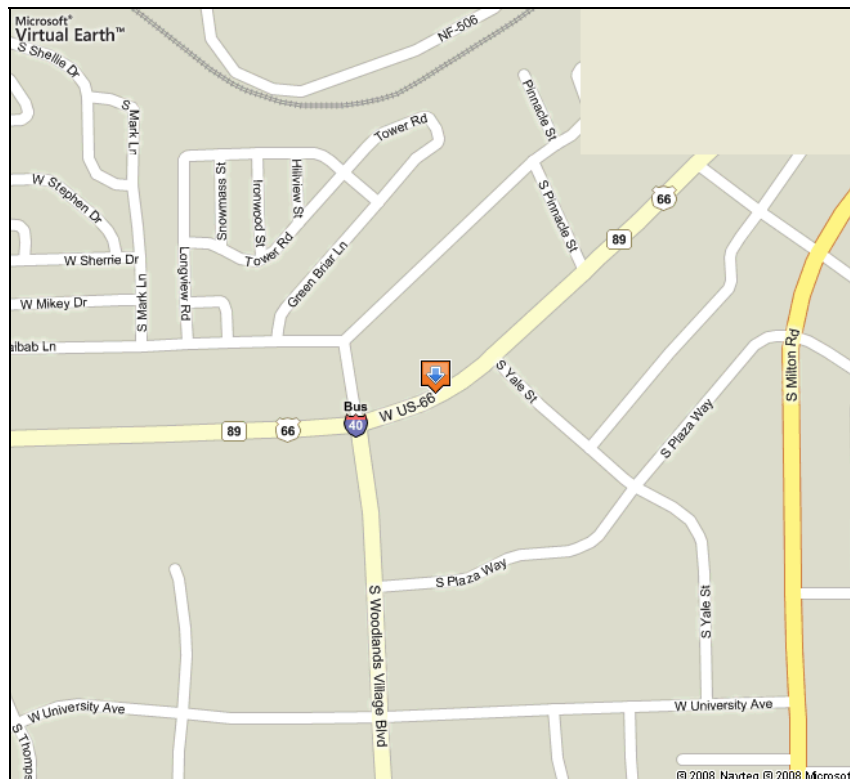 Microsoft®
Virtual Earth™
NF-506
S Shellie Dr
S Mark Ln
Pinnacle St
Tower Rd
Snowmass St
Ironwood St
Hillview St
W Stephen Dr
S Pinnacle St
66
89
W Sherrie Dr
Longview Rd
Tower Rd
Green Briar Ln
W Mikey Dr
S Mark Ln
aibab Ln
S Milton Rd
S Yale St
Bus
40
W US-66
89
66
S Plaza Way
S Plaza Way
S Woodlands Village Blvd
S Yale St
W University Ave
W University Ave
S Thomps
© 2008 Navteq © 2008 Microsoft